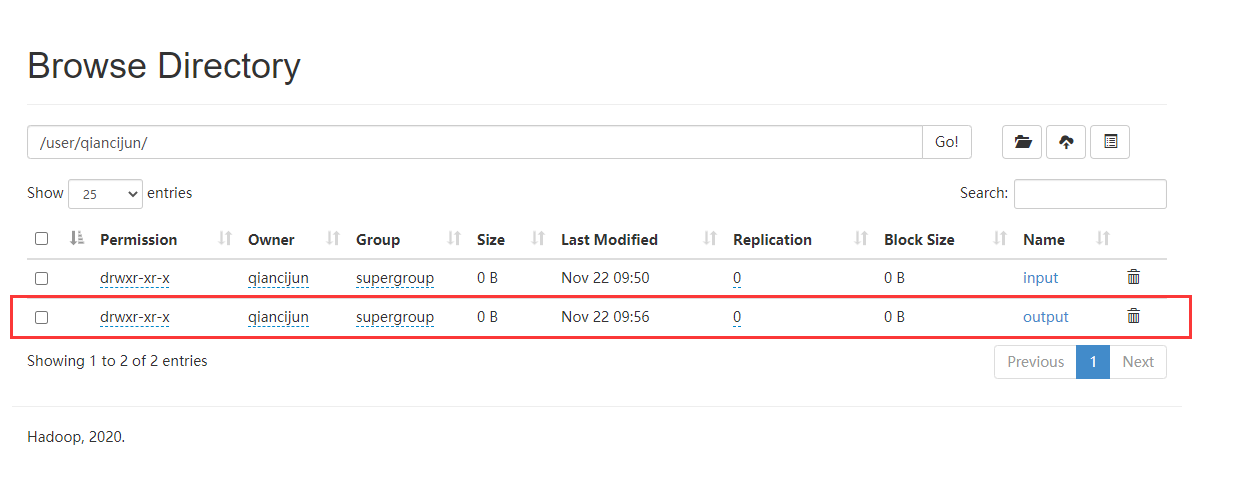 Browse Directory
/user/qiancijun/ Go!
Show 25 entries Search:
Permission Owner Group Size Last Modified Replication Block Size Name
drwxr-xr-x qiancijun supergroup 0 B Nov 22 09:50 0 0 B input
drwxr-xr-x qiancijun supergroup 0 B Nov 22 09:56 0 0 B output
Showing 1 to 2 of 2 entries Previous 1 Next
Hadoop, 2020.